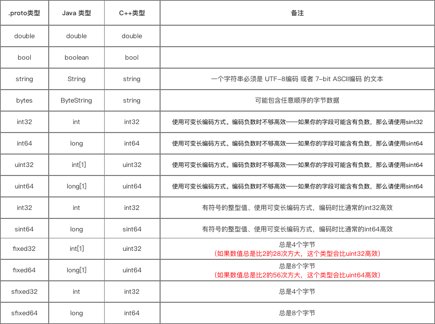 .proto类型 Java 类型 C++类型 备注
double double double
bool boolean bool
string String string 一个字符串必须是 UTF-8编码 或者 7-bit ASCII编码 的文本
bytes ByteString string 可能包含任意顺序的字节数据
int32 int int32 使用可变长编码方式，编码负数时不够高效——如果你的字段可能含有负数，那么请使用sint32
int64 long int64 使用可变长编码方式，编码负数时不够高效——如果你的字段可能含有负数，那么请使用sint64
uint32 int[1] uint32 使用可变长编码方式，编码负数时不够高效——如果你的字段可能含有负数，那么请使用sint64
uint64 long[1] uint64 使用可变长编码方式，编码负数时不够高效——如果你的字段可能含有负数，那么请使用sint64
int32 int int32 有符号的整型值，使用可变长编码方式，编码时比通常的int32高效
sint64 long int64 有符号的整型值，使用可变长编码方式，编码时比通常的int64高效
fixed32 int[1] uint32 总是4个字节
（如果数值总是比2的28次方大，这个类型会比uint32高效）
fixed64 long[1] uint64 总是8个字节
（如果数值总是比2的56次方大，这个类型会比uint64高效）
sfixed32 int int32 总是4个字节
sfixed64 long int64 总是8个字节